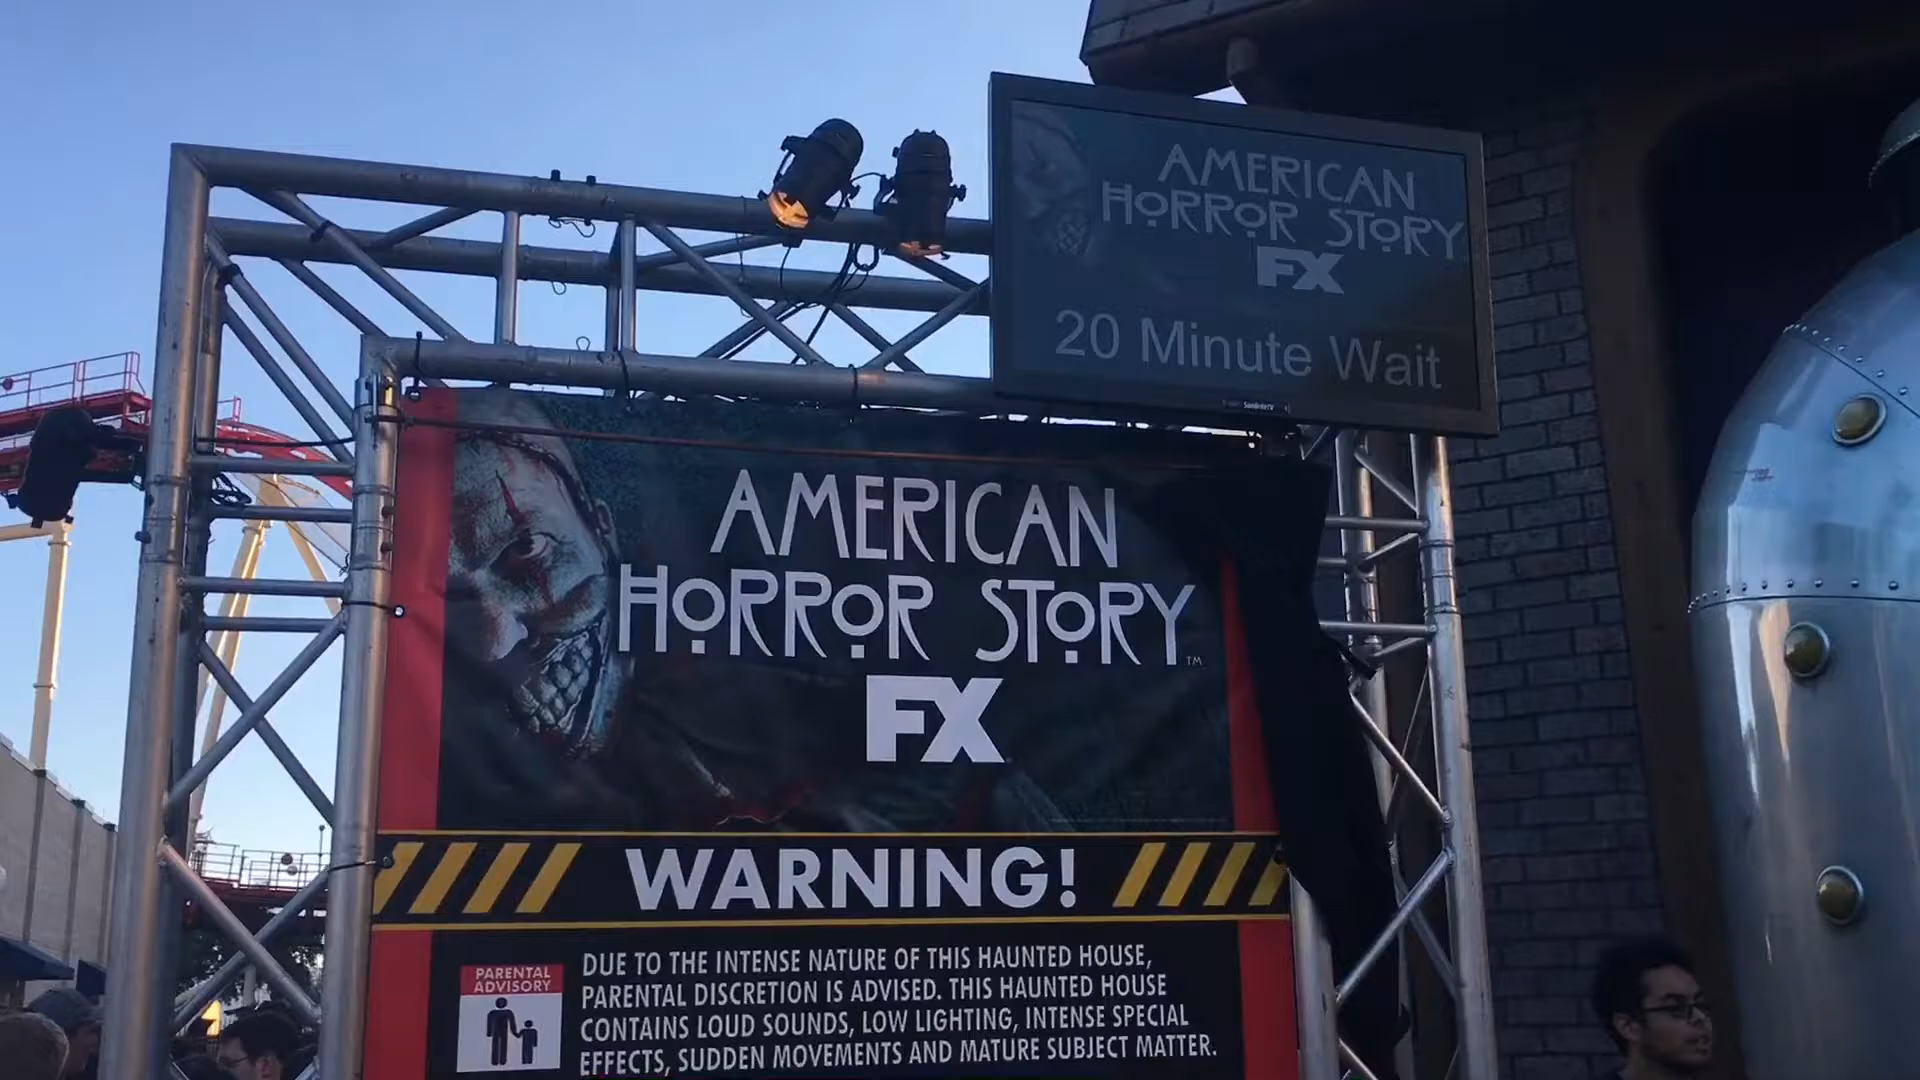 AMERICAN
HORROR STORY
FX
20 Minute Wait
AMERICAN
HORROR STORY™
FX
WARNING!
PARENTAL
ADVISORY
DUE TO THE INTENSE NATURE OF THIS HAUNTED HOUSE,
PARENTAL DISCRETION IS ADVISED. THIS HAUNTED HOUSE
CONTAINS LOUD SOUNDS, LOW LIGHTING, INTENSE SPECIAL
EFFECTS, SUDDEN MOVEMENTS AND MATURE SUBJECT MATTER.